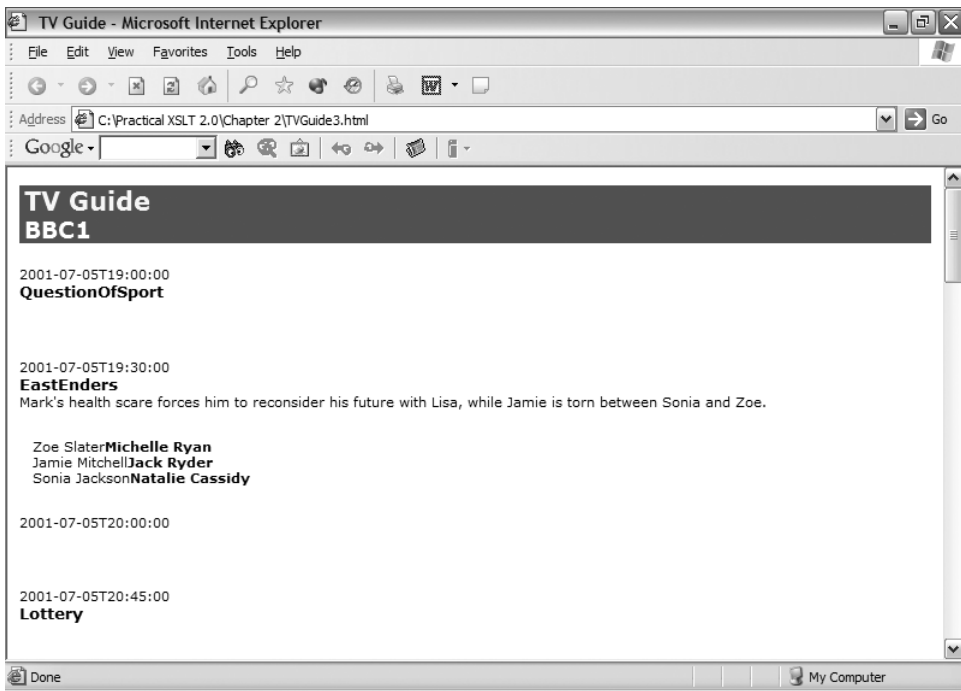 TV Guide - Microsoft Internet Explorer
File Edit View Favorites Tools Help
Address C:\Practical XSLT 2.0\Chapter 2\TVGuide3.html Go
Google
TV Guide
BBC1
2001-07-05T19:00:00
QuestionOfSport
2001-07-05T19:30:00
EastEnders
Mark's health scare forces him to reconsider his future with Lisa, while Jamie is torn between Sonia and Zoe.
Zoe SlaterMichelle Ryan
Jamie MitchellJack Ryder
Sonia JacksonNatalie Cassidy
2001-07-05T20:00:00
2001-07-05T20:45:00
Lottery
Done My Computer